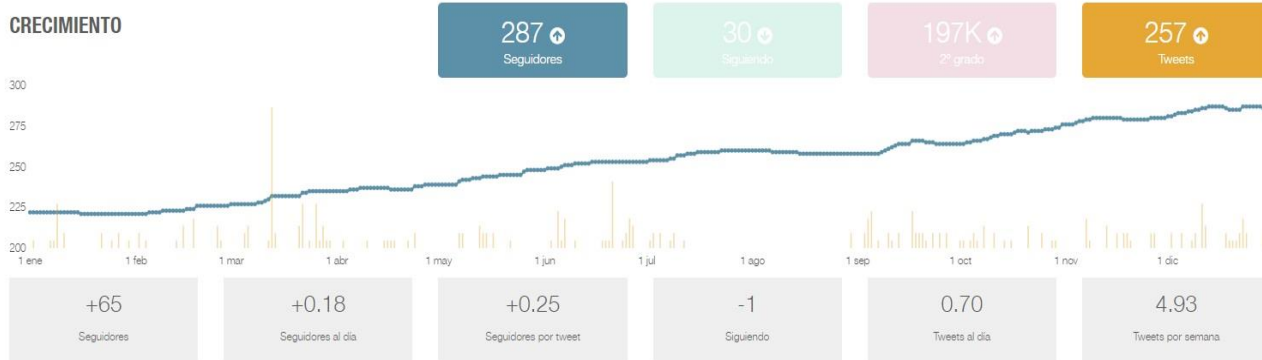 CRECIMIENTO
287
Seguidores
30
Siguiendo
197K
2º grado
257
Tweets
300
275
250
225
200
1 ene
1 feb
1 mar
1 abr
1 may
1 jun
1 jul
1 ago
1 sep
1 oct
1 nov
1 dic
+65
Seguidores
+0.18
Seguidores al día
+0.25
Seguidores por tweet
-1
Siguiendo
0.70
Tweets al día
4.93
Tweets por semana